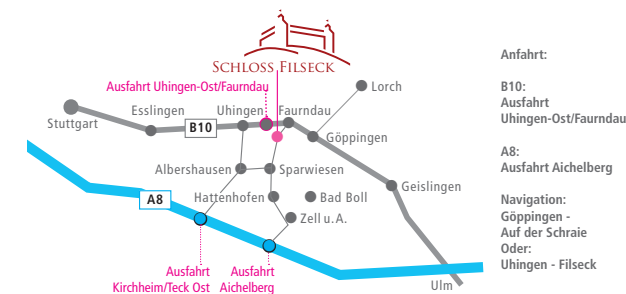 SCHLOSS FILSECK
Ausfahrt Uhingen-Ost/Faurndau
Lorch
Esslingen
Uhingen
Faurndau
Stuttgart
B10
Göppingen
Albershausen
Sparwiesen
Geislingen
Hattenhofen
Bad Boll
A8
Zell u.A.
Ausfahrt
Kirchheim/Teck Ost
Ausfahrt
Aichelberg
Ulm
Anfahrt:
B10:
Ausfahrt
Uhingen-Ost/Faurndau
A8:
Ausfahrt Aichelberg
Navigation:
Göppingen -
Auf der Schraie
Oder:
Uhingen - Filseck